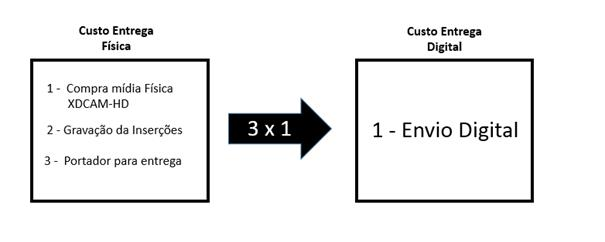 Custo Entrega
Física
1 - Compra mídia Física
XDCAM-HD
2 - Gravação da Inserções
3 - Portador para entrega
3 x 1
Custo Entrega
Digital
1 - Envio Digital